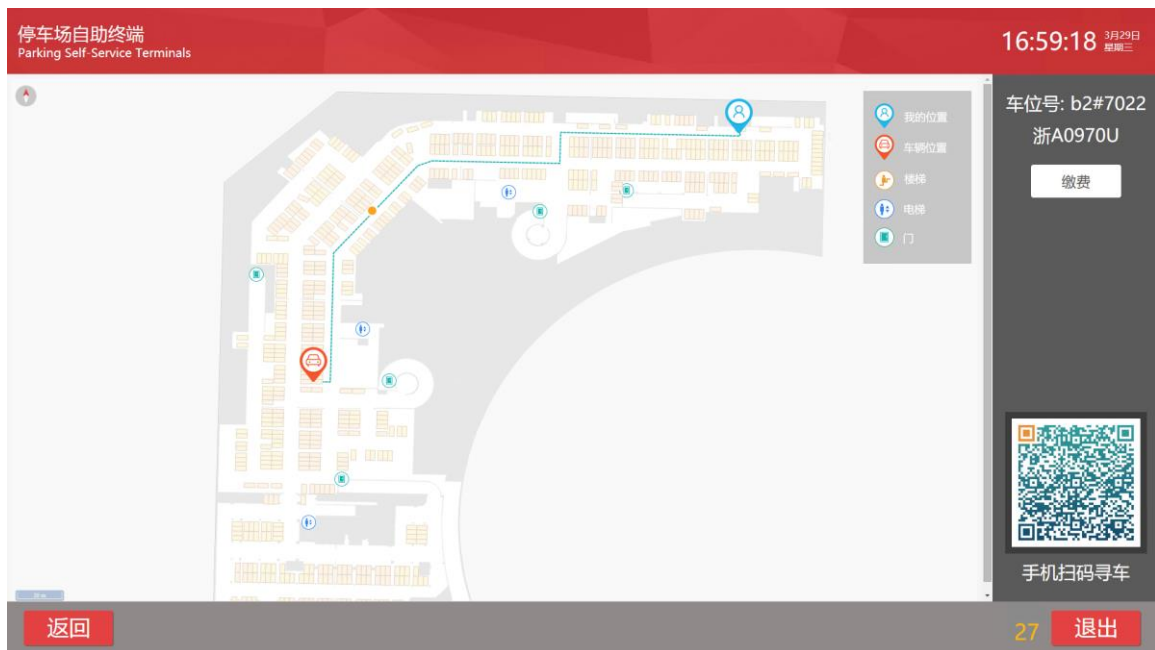 停车场自助终端
Parking Self-Service Terminals
16:59:18
3月29日
星期三
我的位置
车辆位置
楼梯
电梯
门
车位号: b2#7022
浙A0970U
缴费
手机扫码寻车
返回
27
退出